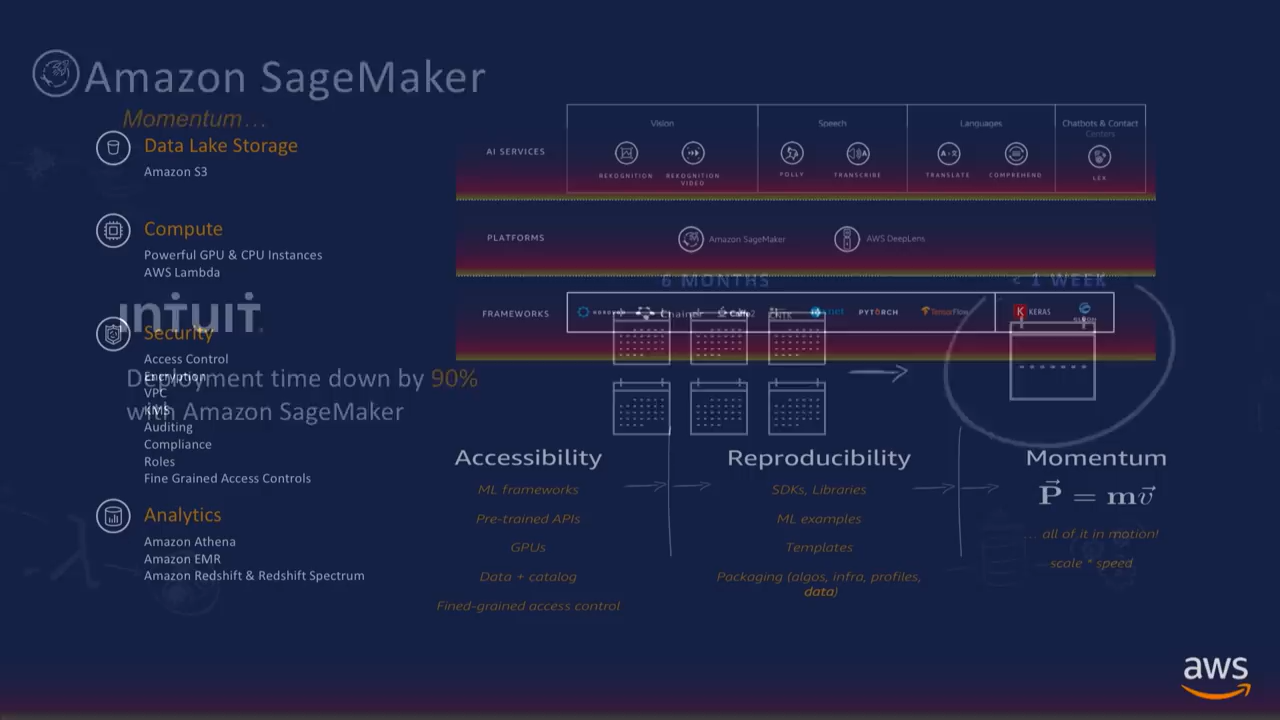 Amazon SageMaker
Momentum...
Data Lake Storage
Amazon S3
Compute
Powerful GPU & CPU Instances
AWS Lambda
intuit.
Security
Access Control
Encryption
VPC
KMS
Auditing
Compliance
Roles
Fine Grained Access Controls
Deployment time down by 90%
with Amazon SageMaker
Analytics
Amazon Athena
Amazon EMR
Amazon Redshift & Redshift Spectrum
Vision
Speech
Languages
Chatbots & Contact
Centers
AI SERVICES
REKOGNITION
REKOGNITION
VIDEO
POLLY
TRANSCRIBE
TRANSLATE
COMPREHEND
LEX
PLATFORMS
Amazon SageMaker
AWS DeepLens
6 MONTHS
< 1 WEEK
FRAMEWORKS
Chainer
PYTORCH
TensorFlow
K KERAS
Accessibility
ML frameworks
Pre-trained APIs
GPUs
Data + catalog
Fined-grained access control
Reproducibility
SDKs, Libraries
ML examples
Templates
Packaging (algos, infra, profiles,
data)
Momentum
P⃗ = mv⃗
... all of it in motion!
scale * speed
aws